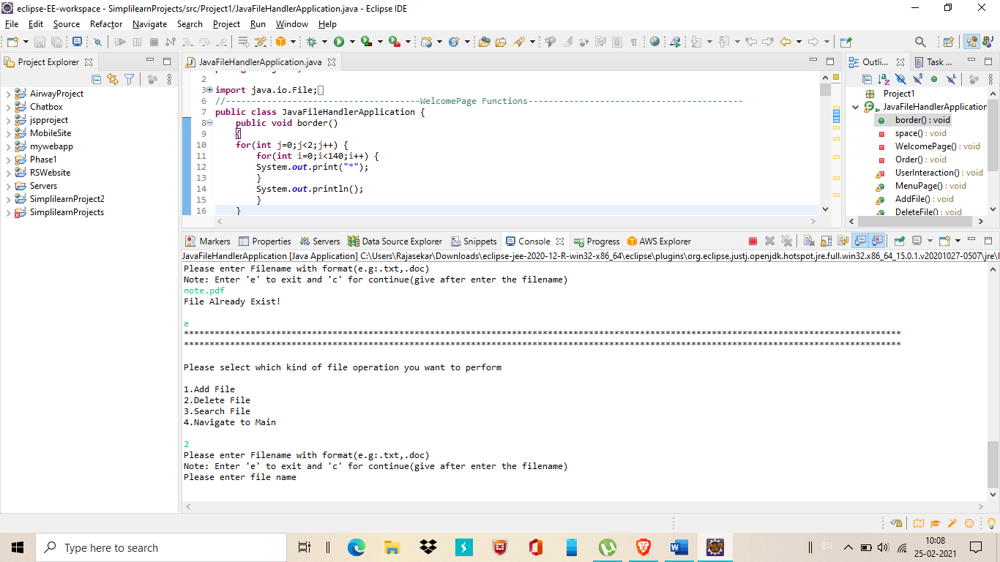 eclipse-EE-workspace - SimplilearnProjects/src/Project1/JavaFileHandlerApplication.java - Eclipse IDE
File Edit Source Refactor Navigate Search Project Run Window Help
Project Explorer
AirwayProject
Chatbox
jspproject
MobileSite
mywebapp
Phase1
RSWebsite
Servers
SimplilearnProject2
SimplilearnProjects
JavaFileHandlerApplication.java
2
3 import java.io.File;
6 //--------------------------------------WelcomePage Functions------------------------------------------
7 public class JavaFileHandlerApplication {
8 public void border()
9 {
10 for(int j=0;j<2;j++) {
11 for(int i=0;i<140;i++) {
12 System.out.print("*");
13 }
14 System.out.println();
15 }
16 }
Outli... Task ...
Project1
JavaFileHandlerApplication
border() : void
space() : void
WelcomePage() : void
Order() : void
UserInteraction() : void
MenuPage() : void
AddFile() : void
DeleteFile() : void
Markers Properties Servers Data Source Explorer Snippets Console Progress AWS Explorer
JavaFileHandlerApplication [Java Application] C:\Users\Rajasekar\Downloads\eclipse-jee-2020-12-R-win32-x86_64\eclipse\plugins\org.eclipse.justj.openjdk.hotspot.jre.full.win32.x86_64_15.0.1.v20201027-0507\jre\
Please enter Filename with format(e.g:.txt,.doc)
Note: Enter 'e' to exit and 'c' for continue(give after enter the filename)
note.pdf
File Already Exist!
e
********************************************************************************************************************************************
********************************************************************************************************************************************
Please select which kind of file operation you want to perform
1.Add File
2.Delete File
3.Search File
4.Navigate to Main
2
Please enter Filename with format(e.g:.txt,.doc)
Note: Enter 'e' to exit and 'c' for continue(give after enter the filename)
Please enter file name
Type here to search
EN
10:08
25-02-2021